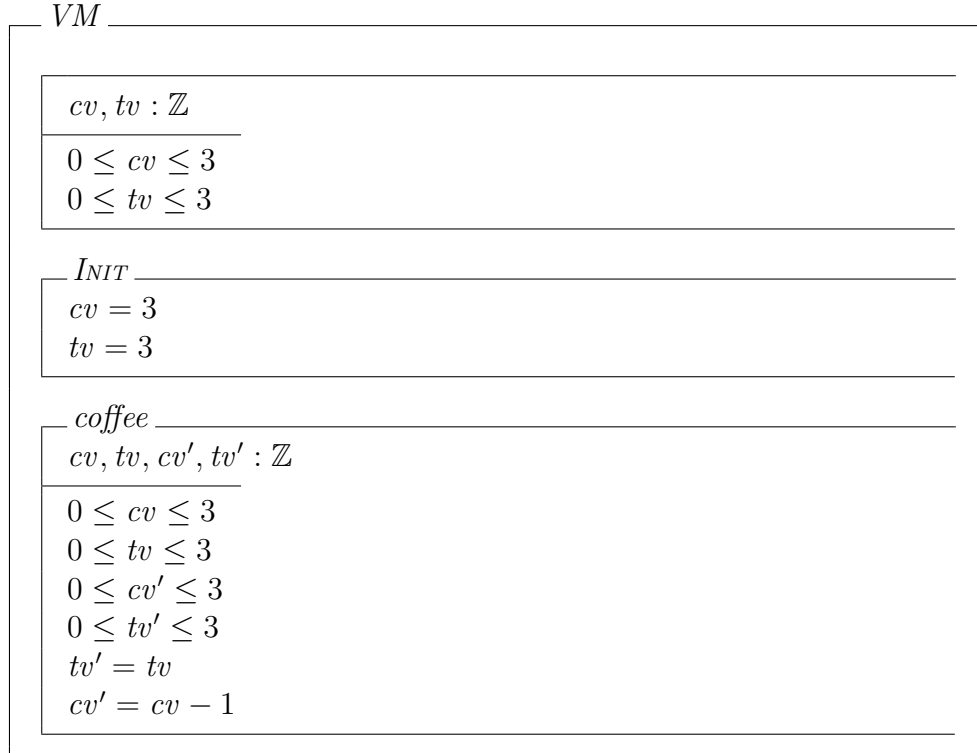 VM
cv, tv : ℤ
0 ≤ cv ≤ 3
0 ≤ tv ≤ 3
INIT
cv = 3
tv = 3
coffee
cv, tv, cv′, tv′ : ℤ
0 ≤ cv ≤ 3
0 ≤ tv ≤ 3
0 ≤ cv′ ≤ 3
0 ≤ tv′ ≤ 3
tv′ = tv
cv′ = cv − 1